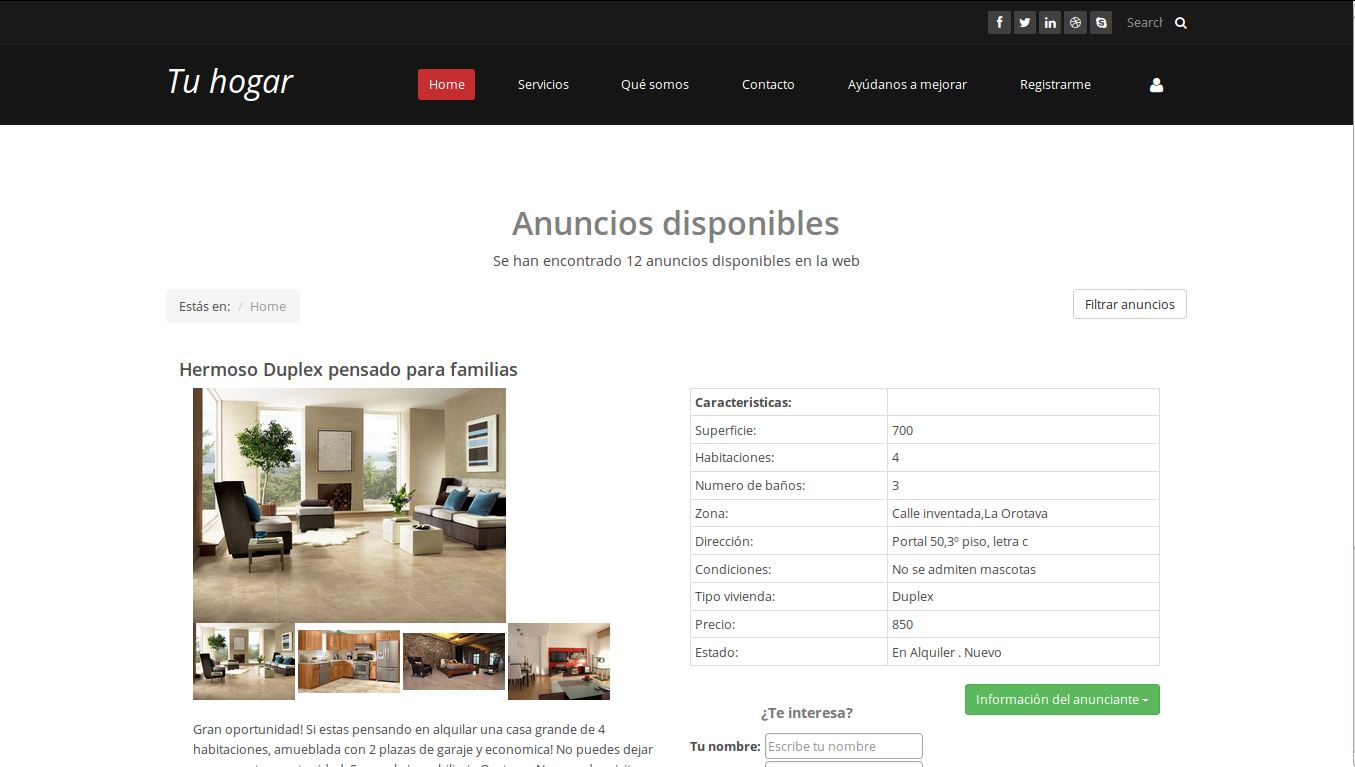 Search
Tu hogar
Home
Servicios
Qué somos
Contacto
Ayúdanos a mejorar
Registrarme
Anuncios disponibles
Se han encontrado 12 anuncios disponibles en la web
Estás en: / Home
Filtrar anuncios
Hermoso Duplex pensado para familias
Caracteristicas:
Superficie: 700
Habitaciones: 4
Numero de baños: 3
Zona: Calle inventada,La Orotava
Dirección: Portal 50,3º piso, letra c
Condiciones: No se admiten mascotas
Tipo vivienda: Duplex
Precio: 850
Estado: En Alquiler . Nuevo
Información del anunciante
¿Te interesa?
Tu nombre: Escribe tu nombre
Gran oportunidad! Si estas pensando en alquilar una casa grande de 4
habitaciones, amueblada con 2 plazas de garaje y economica! No puedes dejar